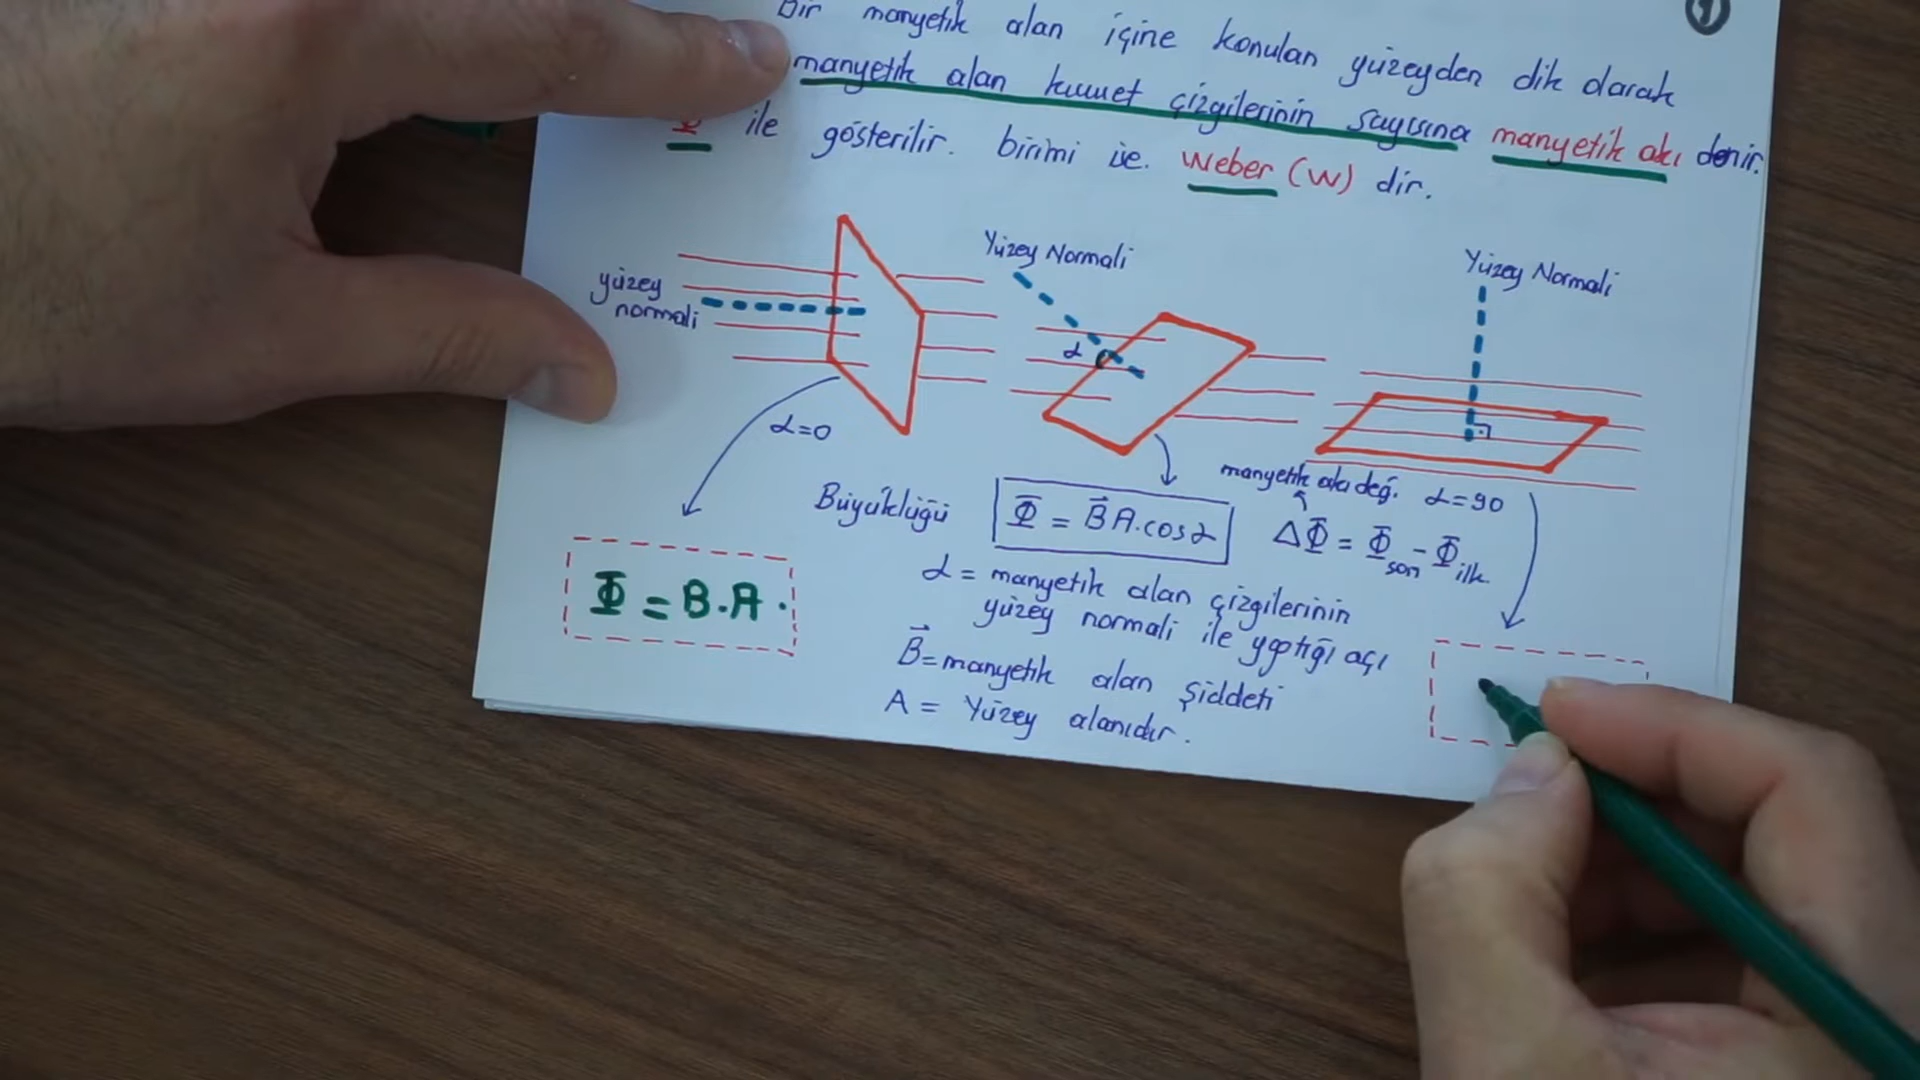 Bir manyetik alan içine konulan yüzeyden dik olarak
manyetik alan kuvvet çizgilerinin sayısına manyetik akı denir.
Φ ile gösterilir. birimi ise. Weber (W) dir.
yüzey
normali
Yüzey Normali
Yüzey Normali
α
α=0
manyetik akı değ. α=90
Büyüklüğü Φ = B⃗A.cosα ΔΦ = Φson - Φilk
Φ = B.A.
α = manyetik alan çizgilerinin
yüzey normali ile yaptığı açı
B⃗=manyetik alan şiddeti
A = Yüzey alanıdır.